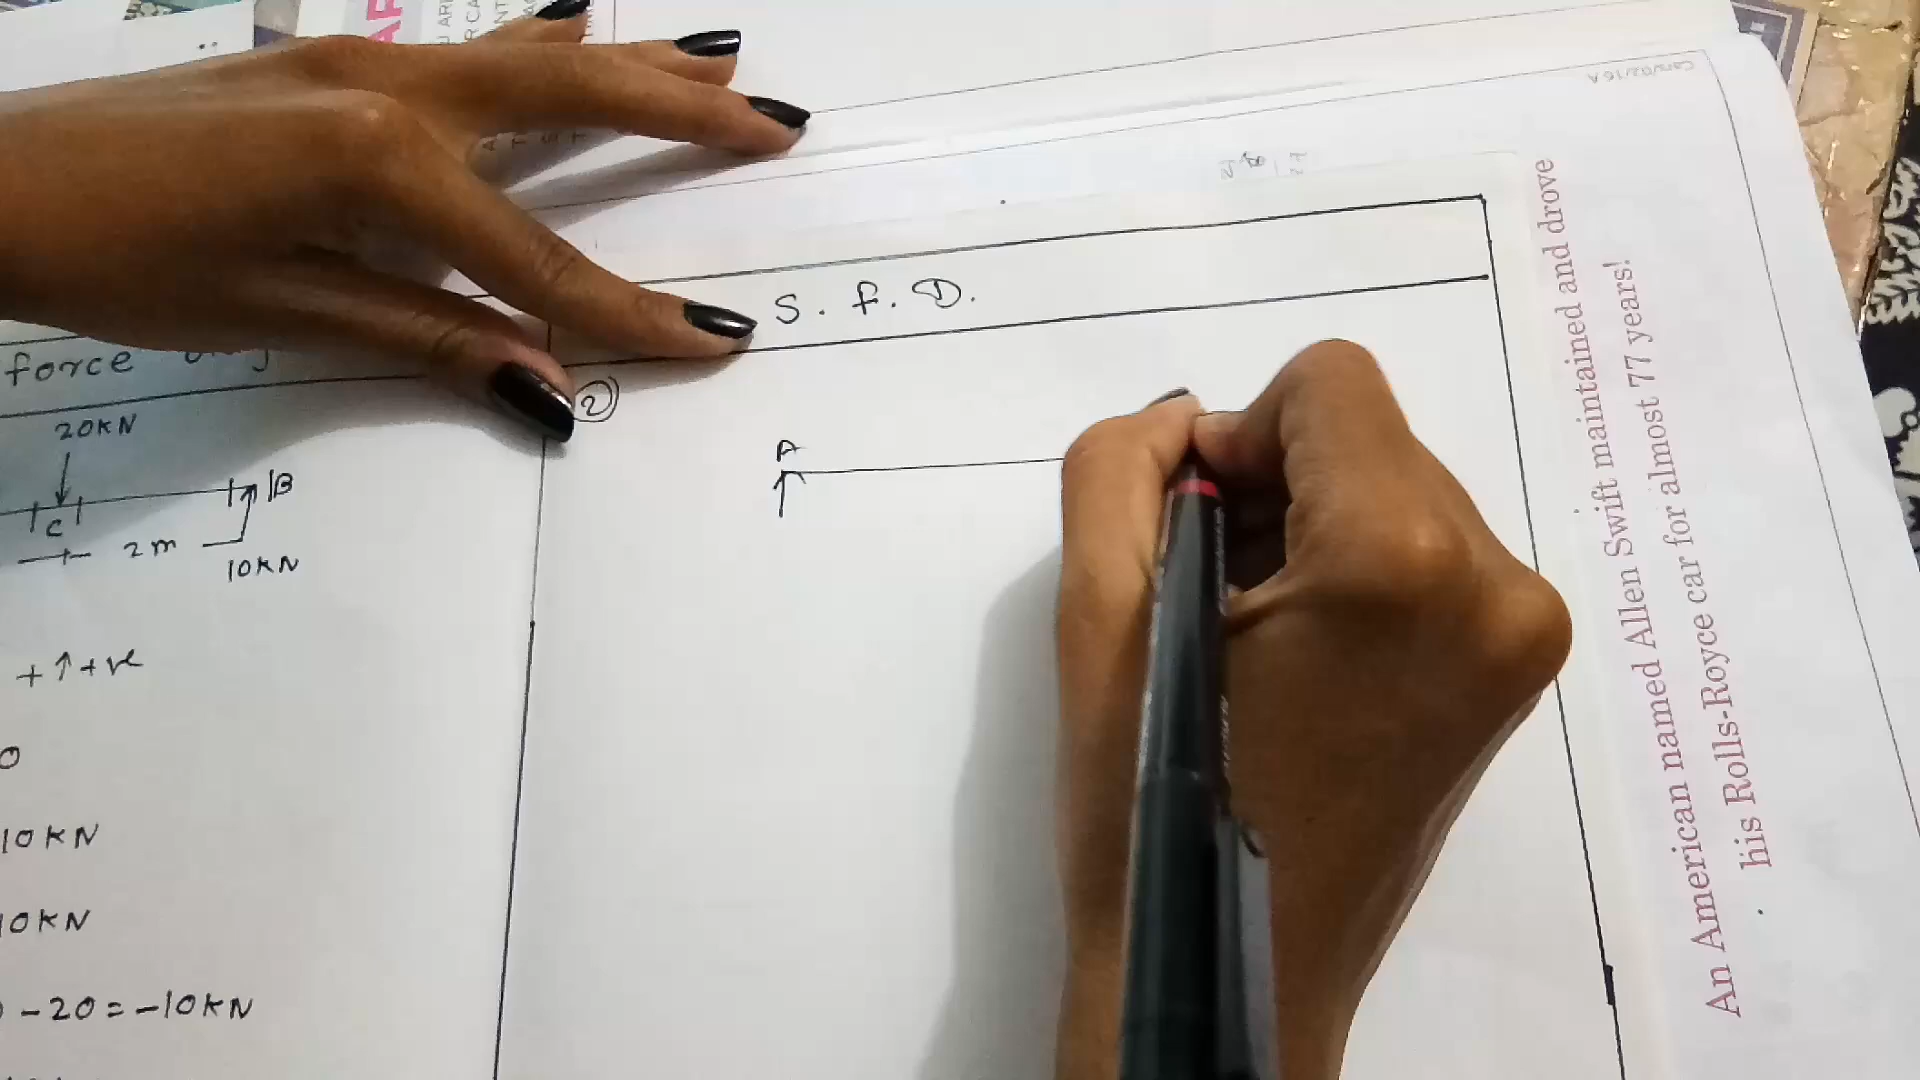 S.F.D.
force
2
20KN
A
B
C
2m
10KN
+↑+ve
0
10KN
10KN
-20=-10KN
An American named Allen Swift maintained and drove
his Rolls-Royce car for almost 77 years!